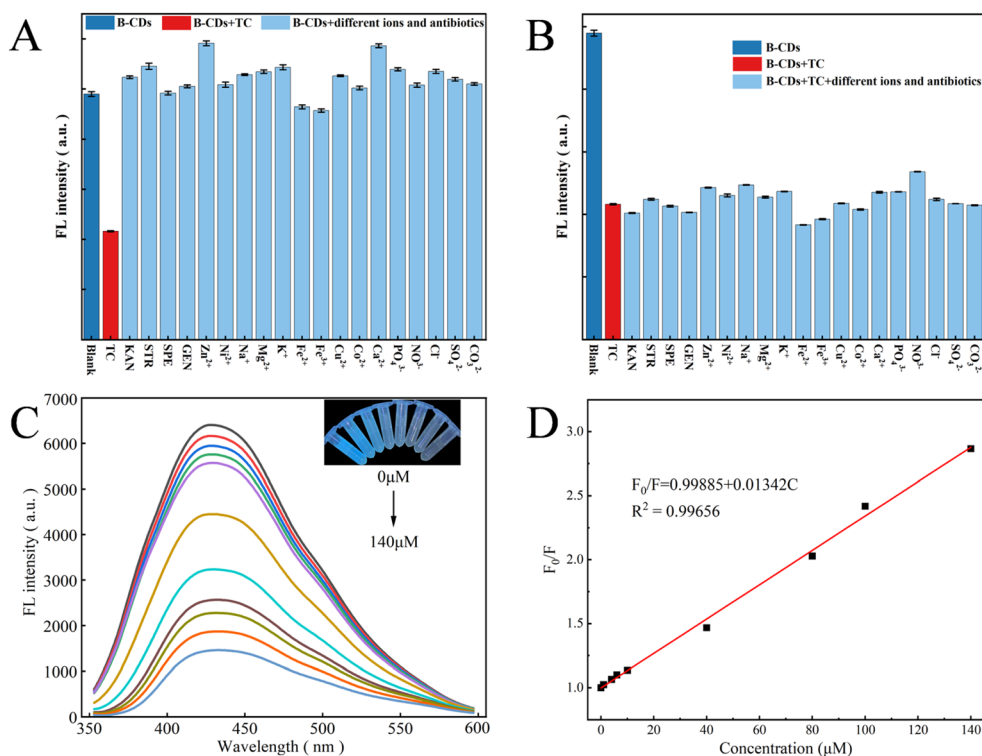 A
B-CDs B-CDs+TC B-CDs+different ions and antibiotics
FL intensity ( a.u. )
Blank TC KAN STR SPE GEN Zn²⁺ Ni²⁺ Na⁺ Mg²⁺ K⁺ Fe²⁺ Fe³⁺ Cu²⁺ Co²⁺ Ca²⁺ PO₄³⁻ NO³⁻ Cl⁻ SO₄²⁻ CO₃²⁻
B
B-CDs
B-CDs+TC
B-CDs+TC+different ions and antibiotics
FL intensity ( a.u. )
Blank TC KAN STR SPE GEN Zn²⁺ Ni²⁺ Na⁺ Mg²⁺ K⁺ Fe²⁺ Fe³⁺ Cu²⁺ Co²⁺ Ca²⁺ PO₄³⁻ NO³⁻ Cl⁻ SO₄²⁻ CO₃²⁻
C
FL intensity ( a.u. )
7000
6000
5000
4000
3000
2000
1000
0
0μM
140μM
350 400 450 500 550 600
Wavelength ( nm )
D
F₀/F
3.0
2.5
2.0
1.5
1.0
F₀/F=0.99885+0.01342C
R² = 0.99656
0 20 40 60 80 100 120 140
Concentration (µM)